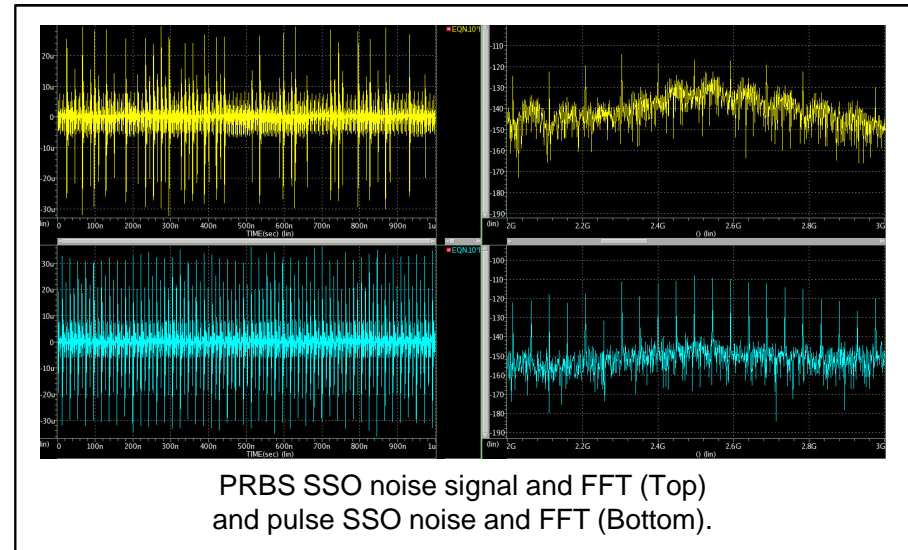 EQN.10*l
20u
10u
0
-10u
-20u
-30u
(lin) 0 100n 200n 300n 400n 500n 600n 700n 800n 900n 1u
TIME(sec) (lin)
-110
-120
-130
-140
-150
-160
-170
-180
-190
(lin) 2G 2.2G 2.4G 2.6G 2.8G 3G
() (lin)
EQN.10*l
30u
20u
10u
0
-10u
-20u
-30u
(lin) 0 100n 200n 300n 400n 500n 600n 700n 800n 900n 1u
TIME(sec) (lin)
-100
-110
-120
-130
-140
-150
-160
-170
-180
-190
(lin) 2G 2.2G 2.4G 2.6G 2.8G 3G
() (lin)
PRBS SSO noise signal and FFT (Top)
and pulse SSO noise and FFT (Bottom).